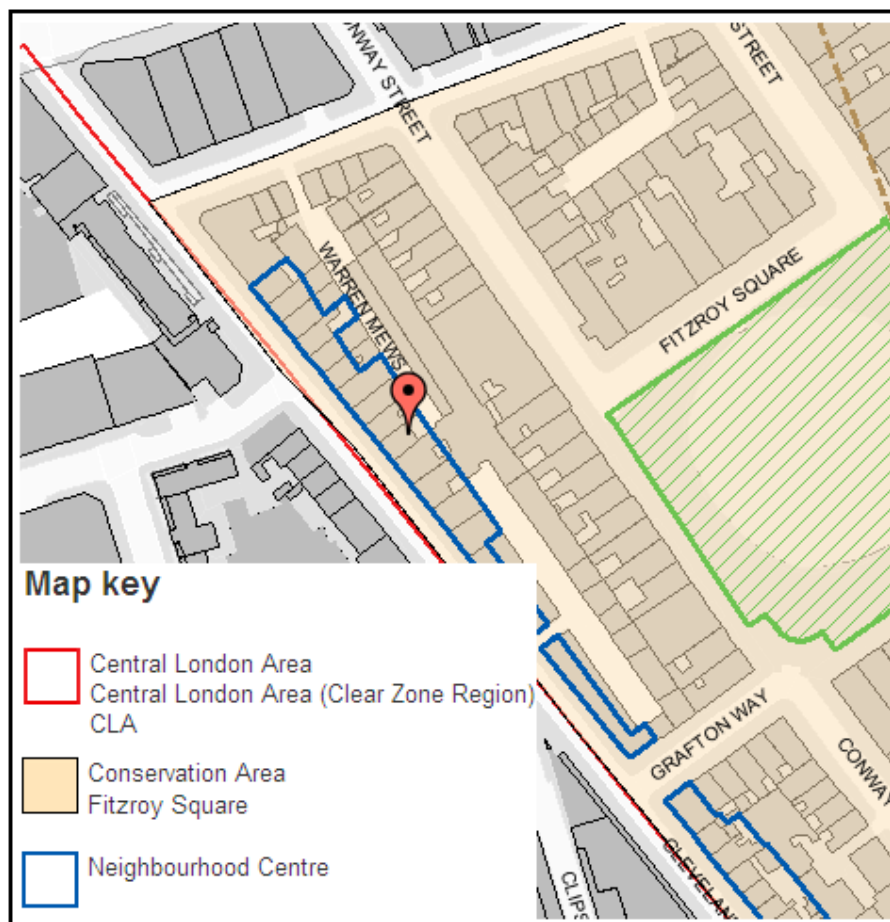 NWAY STREET
STREET
WARREN MEWS
FITZROY SQUARE
GRAFTON WAY
CONWAY
CLEVELAN
CLIPS
Map key
Central London Area
Central London Area (Clear Zone Region)
CLA
Conservation Area
Fitzroy Square
Neighbourhood Centre